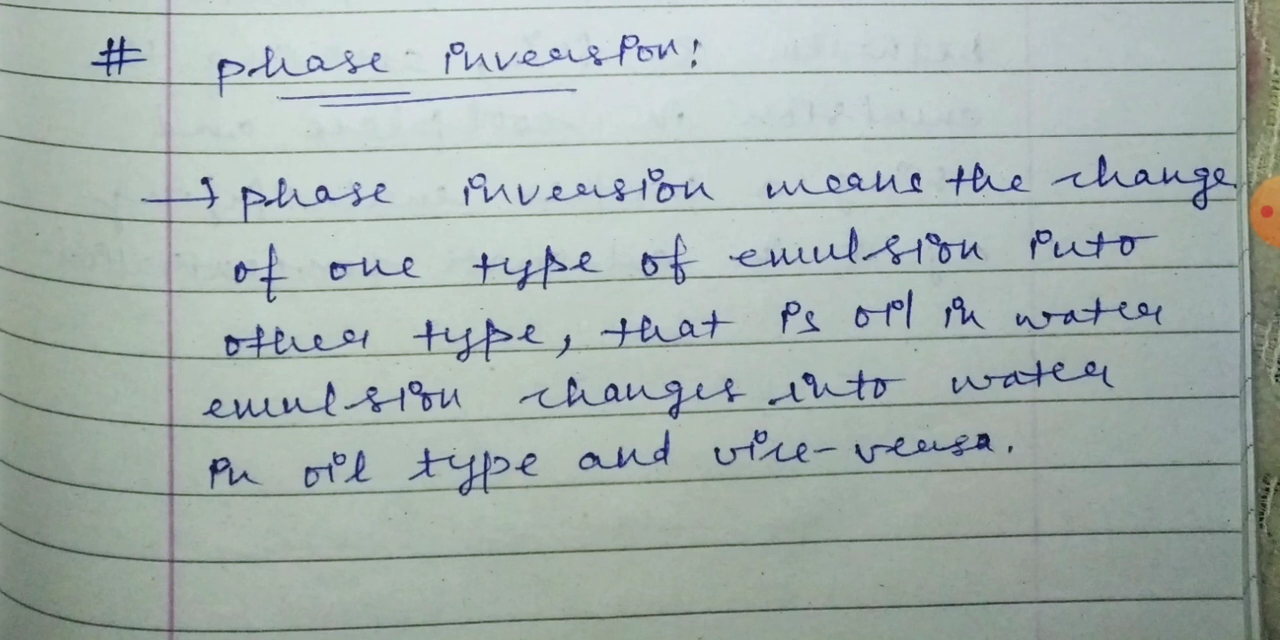 # phase inversion:
→ phase inversion means the change
of one type of emulsion into
other type, that is oil in water
emulsion changes into water
in oil type and vice-versa.